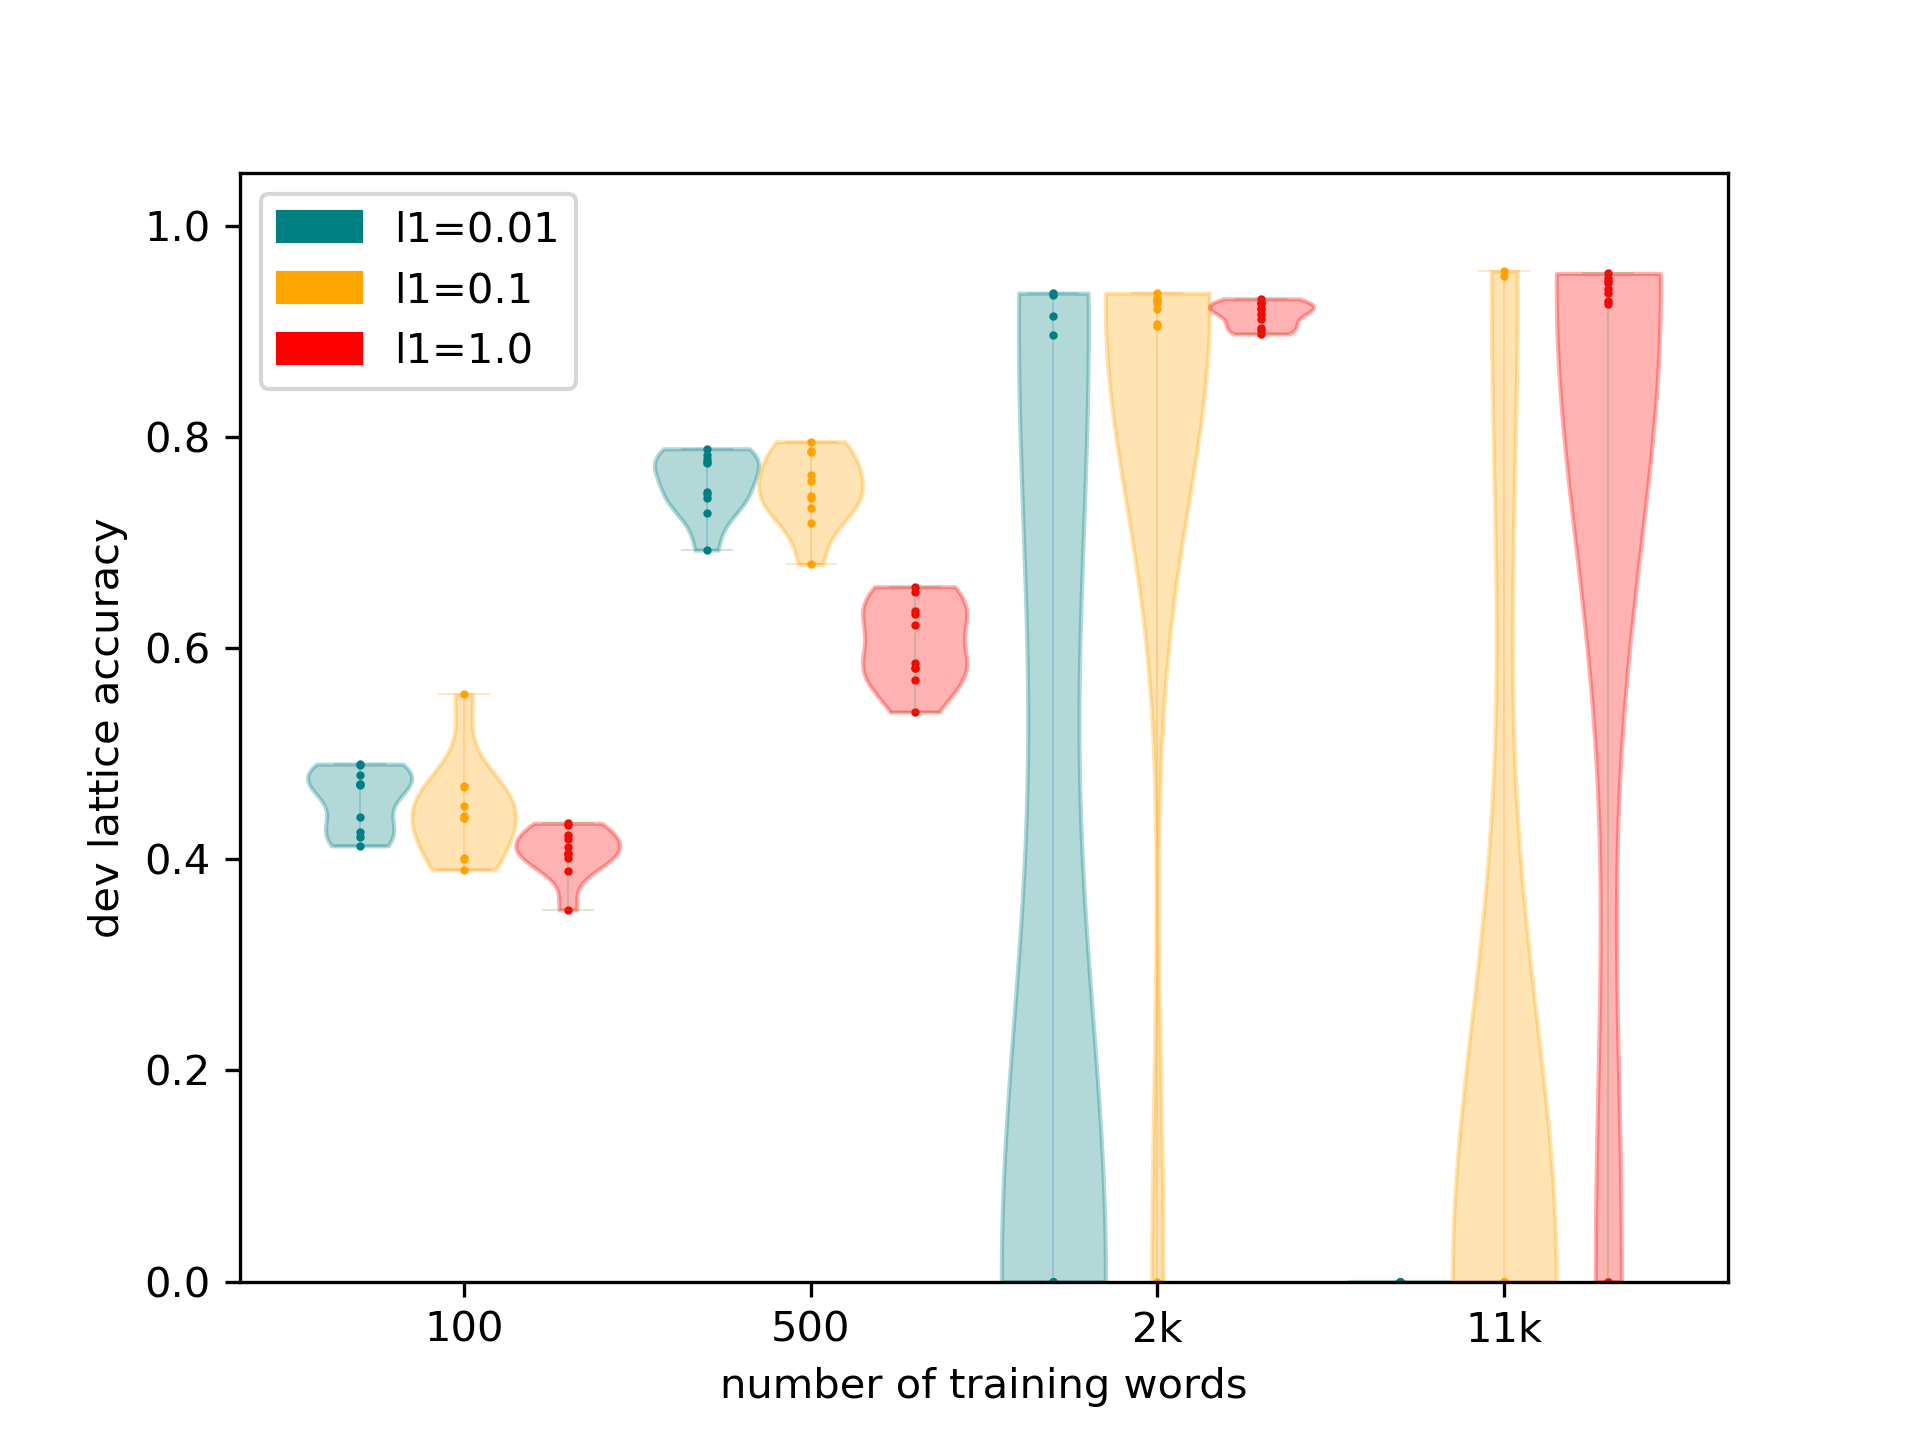 l1=0.01
l1=0.1
l1=1.0
1.0
0.8
0.6
0.4
0.2
0.0
dev lattice accuracy
100 500 2k 11k
number of training words